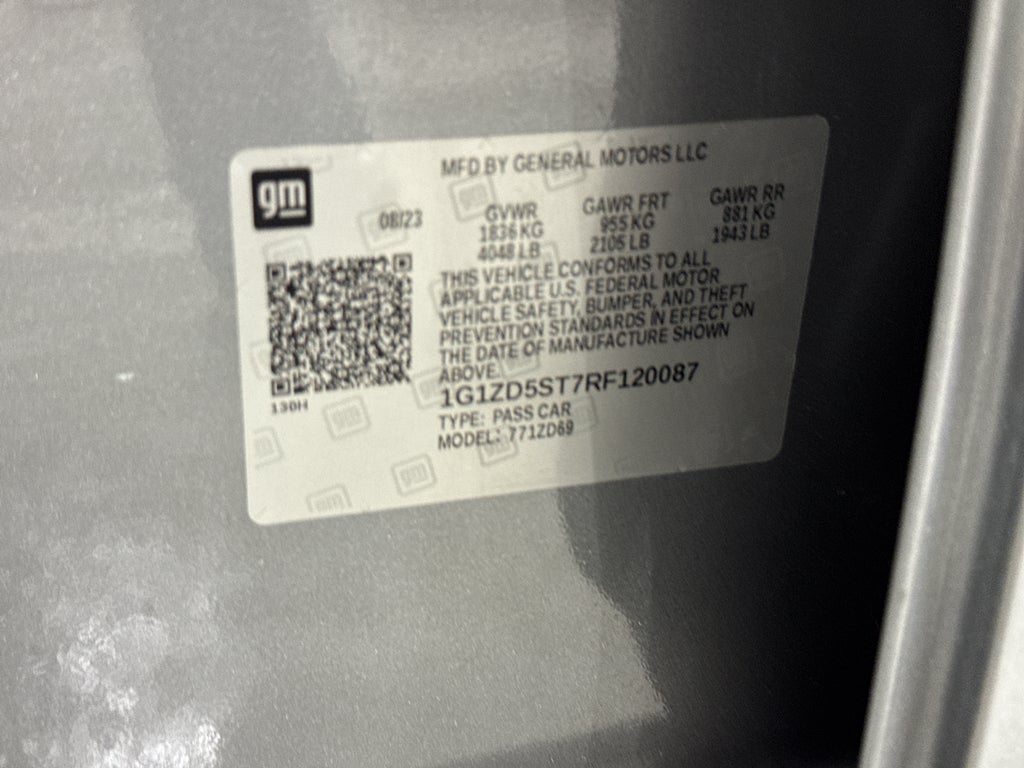 gm
MFD BY GENERAL MOTORS LLC
08/23
GVWR
1836 KG
4048 LB
GAWR FRT
955 KG
2105 LB
GAWR RR
881 KG
1943 LB
THIS VEHICLE CONFORMS TO ALL
APPLICABLE U.S. FEDERAL MOTOR
VEHICLE SAFETY, BUMPER, AND THEFT
PREVENTION STANDARDS IN EFFECT ON
THE DATE OF MANUFACTURE SHOWN
ABOVE.
1G1ZD5ST7RF120087
TYPE: PASS CAR
MODEL: 771ZD69
130H